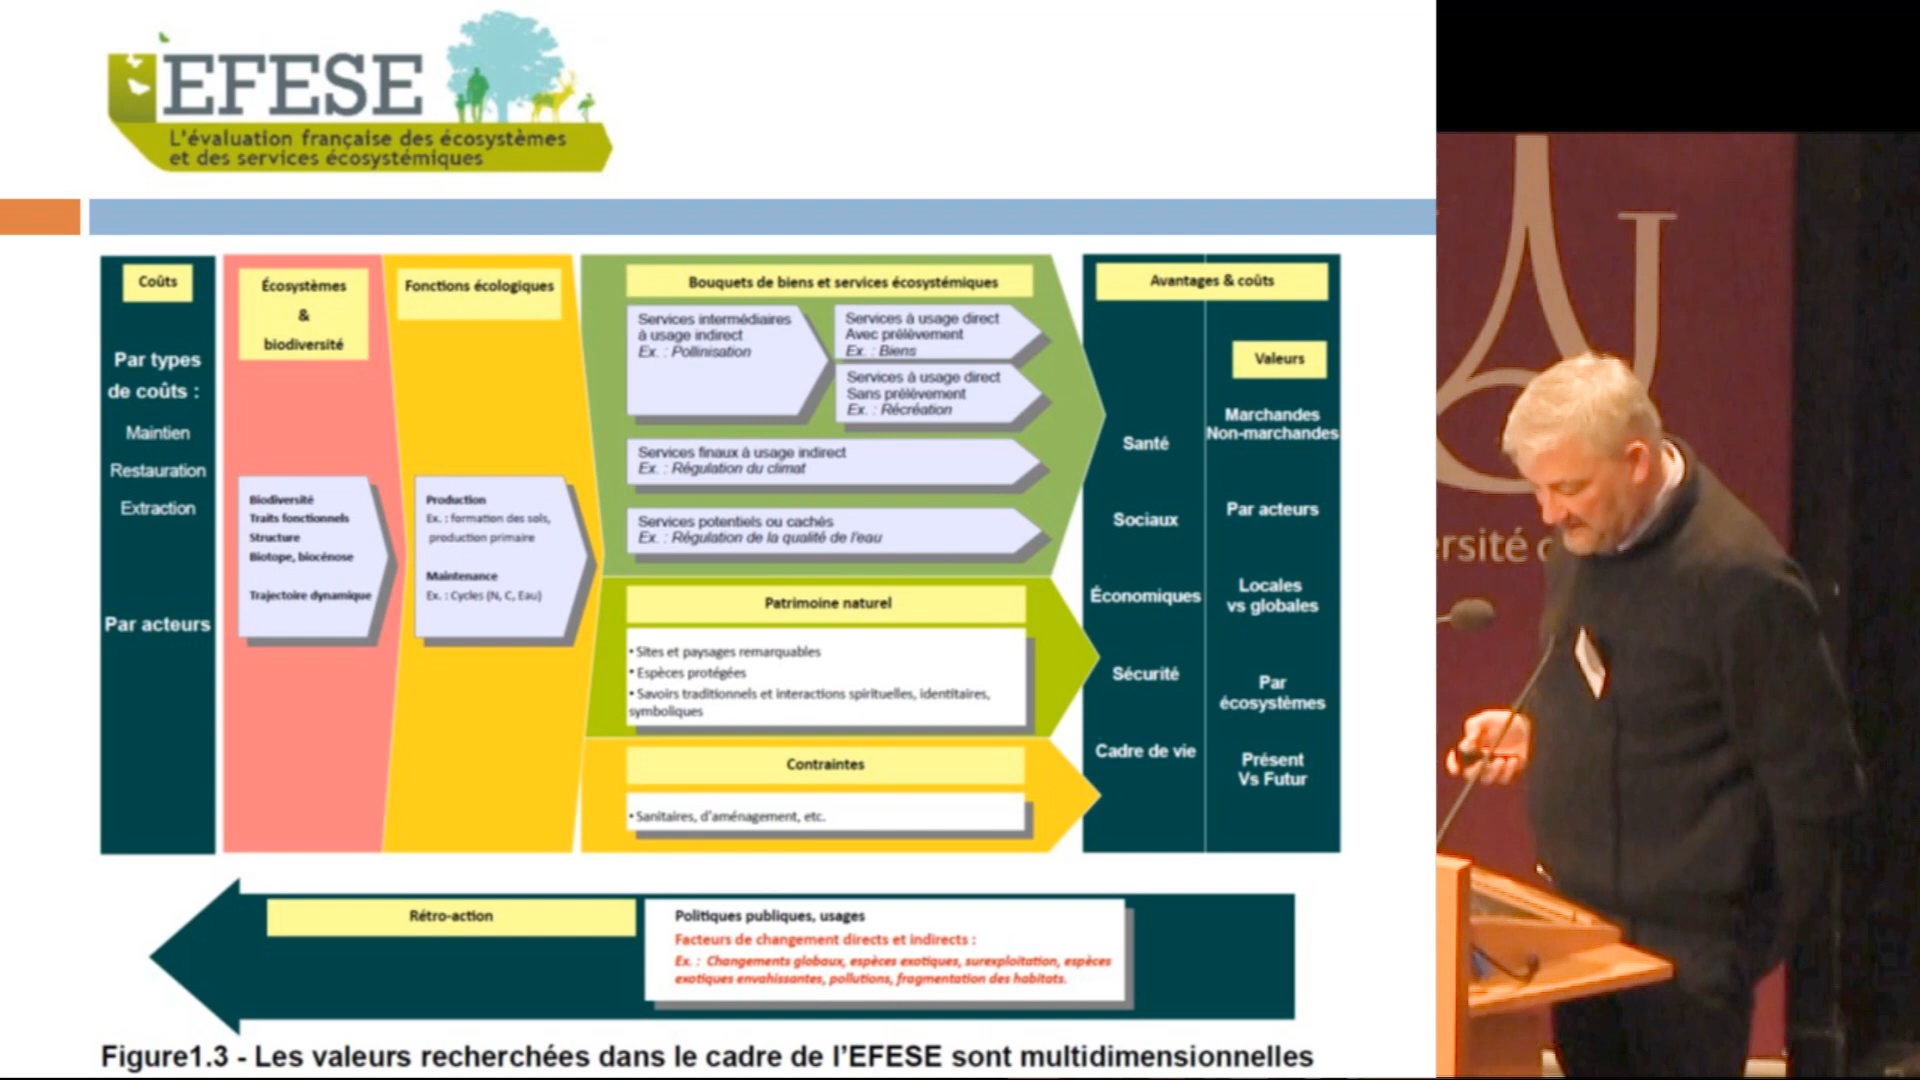 EFESE
L'évaluation française des écosystèmes
et des services écosystémiques
Coûts
Par types
de coûts :
Maintien
Restauration
Extraction
Par acteurs
Écosystèmes
&
biodiversité
Biodiversité
Traits fonctionnels
Structure
Biotope, biocénose
Trajectoire dynamique
Fonctions écologiques
Production
Ex. : formation des sols,
production primaire
Maintenance
Ex. : Cycles (N, C, Eau)
Bouquets de biens et services écosystémiques
Services intermédiaires
à usage indirect
Ex. : Pollinisation
Services à usage direct
Avec prélèvement
Ex. : Biens
Services à usage direct
Sans prélèvement
Ex. : Récréation
Services finaux à usage indirect
Ex. : Régulation du climat
Services potentiels ou cachés
Ex. : Régulation de la qualité de l'eau
Patrimoine naturel
• Sites et paysages remarquables
• Espèces protégées
• Savoirs traditionnels et interactions spirituelles, identitaires,
symboliques
Contraintes
• Sanitaires, d'aménagement, etc.
Avantages & coûts
Santé
Sociaux
Économiques
Sécurité
Cadre de vie
Valeurs
Marchandes
Non-marchandes
Par acteurs
Locales
vs globales
Par
écosystèmes
Présent
Vs Futur
Rétro-action
Politiques publiques, usages
Facteurs de changement directs et indirects :
Ex. : Changements globaux, espèces exotiques, surexploitation, espèces
exotiques envahissantes, pollutions, fragmentation des habitats.
Figure1.3 - Les valeurs recherchées dans le cadre de l'EFESE sont multidimensionnelles